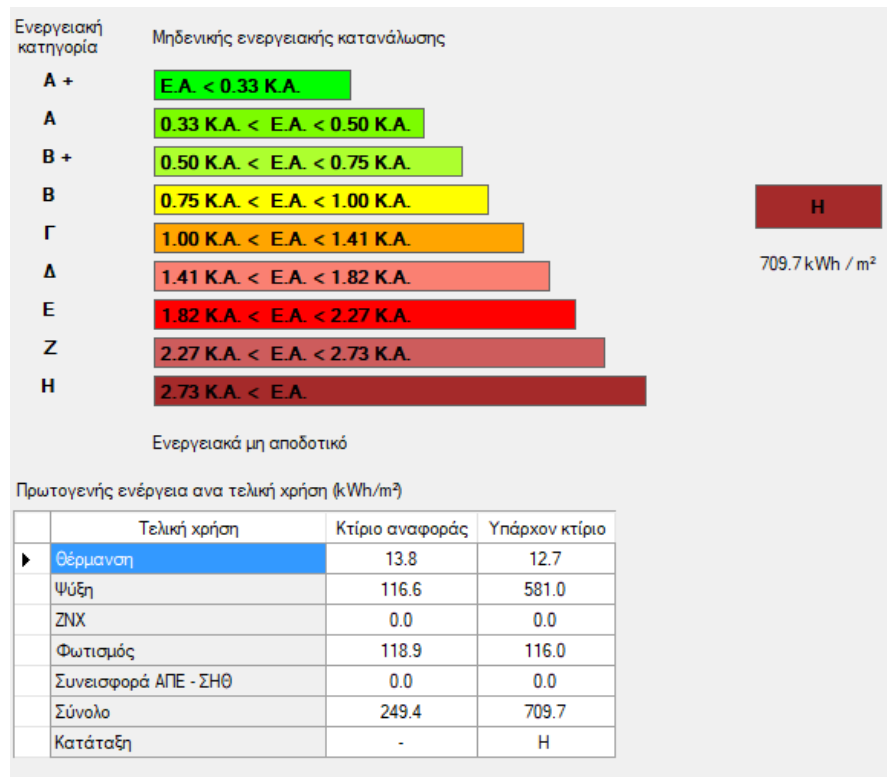 Ενεργειακή κατηγορία
Μηδενικής ενεργειακής κατανάλωσης
A +
Ε.Α. < 0.33 Κ.Α.
A
0.33 Κ.Α. < Ε.Α. < 0.50 Κ.Α.
B +
0.50 Κ.Α. < Ε.Α. < 0.75 Κ.Α.
B
0.75 Κ.Α. < Ε.Α. < 1.00 Κ.Α.
Γ
1.00 Κ.Α. < Ε.Α. < 1.41 Κ.Α.
Δ
1.41 Κ.Α. < Ε.Α. < 1.82 Κ.Α.
Ε
1.82 Κ.Α. < Ε.Α. < 2.27 Κ.Α.
Ζ
2.27 Κ.Α. < Ε.Α. < 2.73 Κ.Α.
Η
2.73 Κ.Α. < Ε.Α.
Η
709.7 kWh / m²
Ενεργειακά μη αποδοτικό
Πρωτογενής ενέργεια ανα τελική χρήση (kWh/m²)
Τελική χρήση Κτίριο αναφοράς Υπάρχον κτίριο
Θέρμανση 13.8 12.7
Ψύξη 116.6 581.0
ΖΝΧ 0.0 0.0
Φωτισμός 118.9 116.0
Συνεισφορά ΑΠΕ - ΣΗΘ 0.0 0.0
Σύνολο 249.4 709.7
Κατάταξη - Η